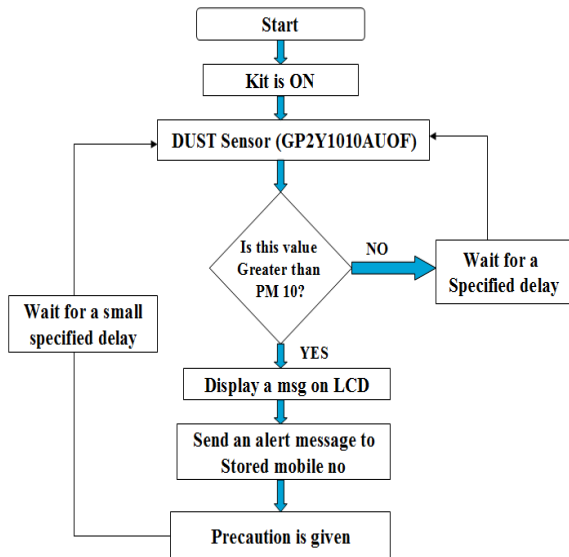 Start
Kit is ON
DUST Sensor (GP2Y1010AUOF)
Is this value
Greater than
PM 10?
NO
Wait for a
Specified delay
YES
Display a msg on LCD
Send an alert message to
Stored mobile no
Precaution is given
Wait for a small
specified delay